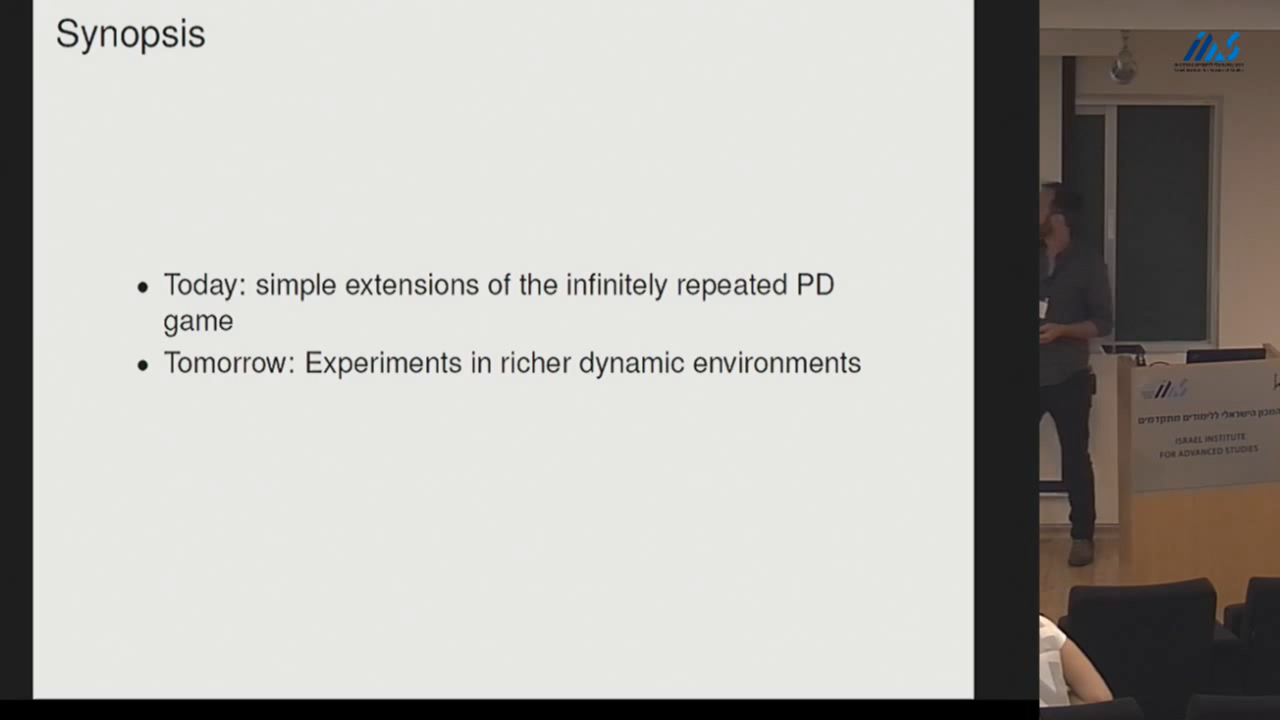 Synopsis
• Today: simple extensions of the infinitely repeated PD
game
• Tomorrow: Experiments in richer dynamic environments
המכון הישראלי ללימודים מתקדמים
ISRAEL INSTITUTE
FOR ADVANCED STUDIES